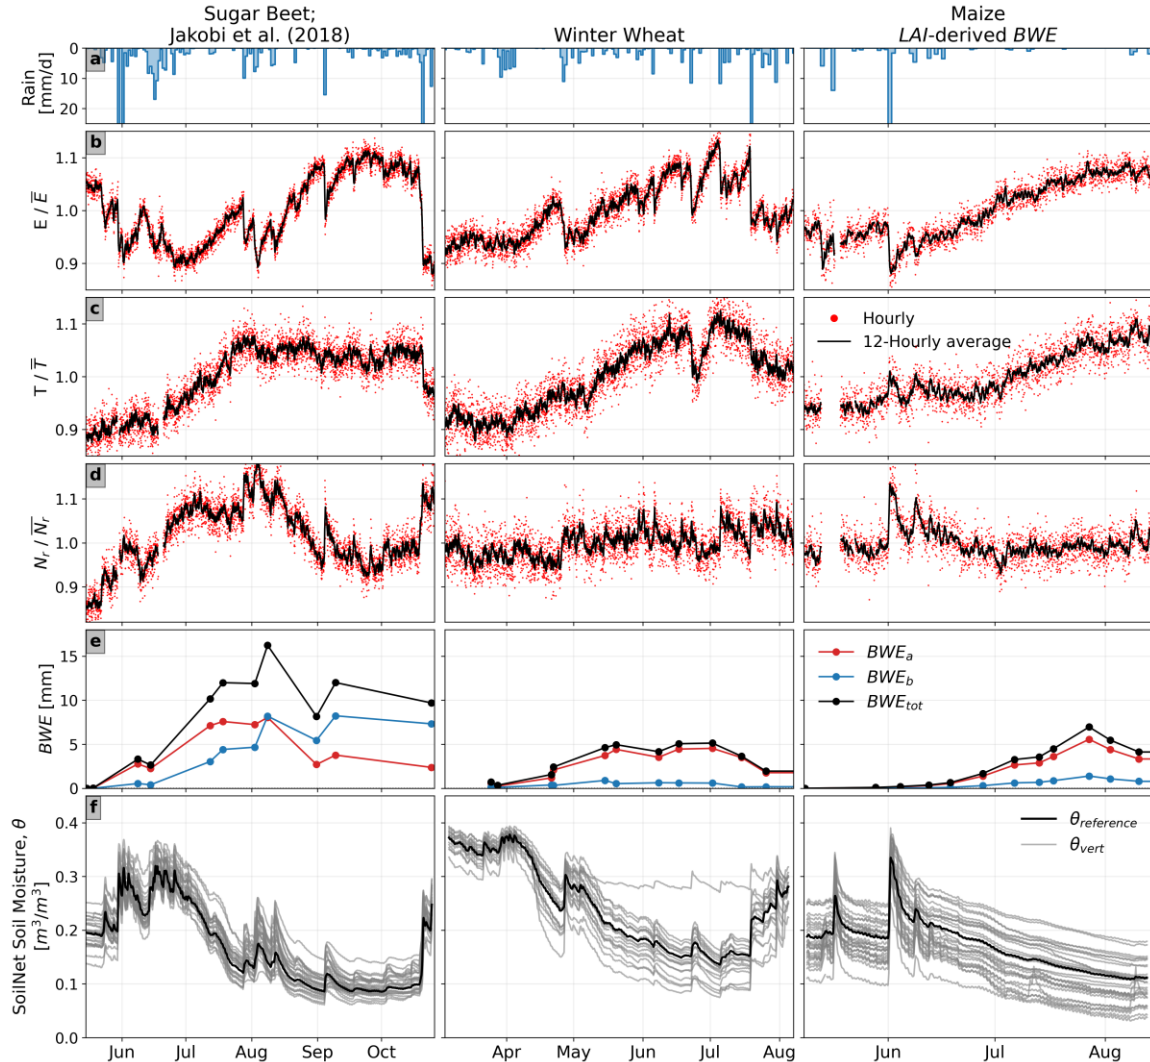 Sugar Beet;
Jakobi et al. (2018)
Winter Wheat
Maize
LAI-derived BWE
a
Rain
[mm/d]
0
10
20
b
E / E̅
1.1
1.0
0.9
c
T / T̅
1.1
1.0
0.9
Hourly
12-Hourly average
d
Nᵣ / N̅ᵣ
1.1
1.0
0.9
e
BWE [mm]
15
10
5
0
BWE_a
BWE_b
BWE_tot
f
SoilNet Soil Moisture, θ
[m³/m³]
0.4
0.3
0.2
0.1
0.0
θ_reference
θ_vert
Jun Jul Aug Sep Oct
Apr May Jun Jul Aug
Jun Jul Aug